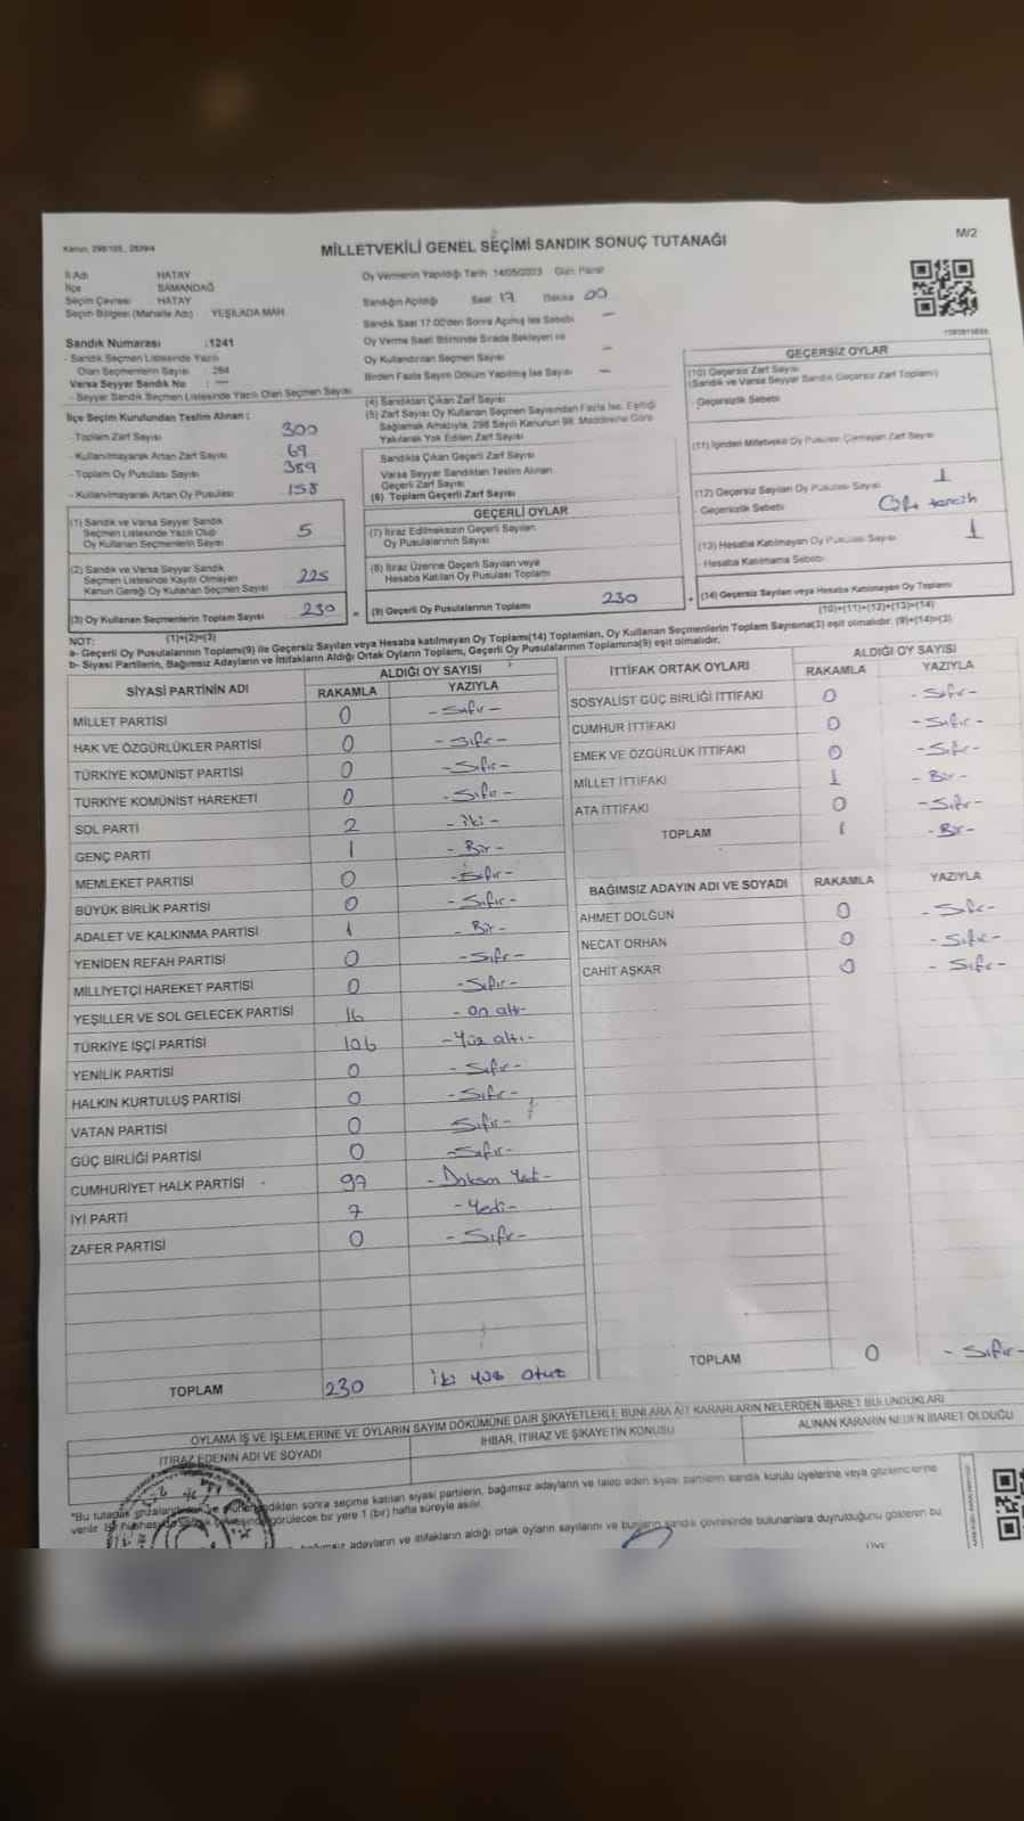 Kanun, 298/105., 2839/4
MİLLETVEKİLİ GENEL SEÇİMİ SANDIK SONUÇ TUTANAĞI
M/2
İl Adı HATAY
İlçe SAMANDAĞ
Seçim Çevresi HATAY
Seçim Bölgesi (Mahalle Adı) YEŞİLADA MAH.
Sandık Numarası :1241
- Sandık Seçmen Listesinde Yazılı
Olan Seçmenlerin Sayısı
Varsa Seyyar Sandık No : —
- Seyyar Sandık Seçmen Listesinde Yazılı Olan Seçmen Sayısı
Oy Vermenin Yapıldığı Tarih 14/05/2023 Gün: Pazar
Sandığın Açıldığı Saat 17 Dakika 00
Sandık Saat 17:00'den Sonra Açılmış İse Sebebi —
Oy Verme Saati Bitiminde Sırada Bekleyen ve
Oy Kullandırılan Seçmen Sayısı —
Birden Fazla Sayım Döküm Yapılmış İse Sayısı —
İlçe Seçim Kurulundan Teslim Alınan :
- Toplam Zarf Sayısı 300
- Kullanılmayarak Artan Zarf Sayısı 69
- Toplam Oy Pusulası Sayısı 389
- Kullanılmayarak Artan Oy Pusulası 158
(1) Sandık ve Varsa Seyyar Sandık
Seçmen Listesinde Yazılı Olup
Oy Kullanan Seçmenlerin Sayısı 5
(2) Sandık ve Varsa Seyyar Sandık
Seçmen Listesinde Kayıtlı Olmayan
Kanun Gereği Oy Kullanan Seçmen Sayısı 225
(3) Oy Kullanan Seçmenlerin Toplam Sayısı 230
(4) Sandıktan Çıkan Zarf Sayısı
(5) Zarf Sayısı Oy Kullanan Seçmen Sayısından Fazla İse, Eşitliği
Sağlamak Amacıyla, 298 Sayılı Kanunun 98. Maddesine Göre
Yakılarak Yok Edilen Zarf Sayısı
Sandıkta Çıkan Geçerli Zarf Sayısı
Varsa Seyyar Sandıktan Teslim Alınan
Geçerli Zarf Sayısı
(6) Toplam Geçerli Zarf Sayısı
GEÇERLİ OYLAR
(7) İtiraz Edilmeksizin Geçerli Sayılan
Oy Pusulalarının Sayısı
(8) İtiraz Üzerine Geçerli Sayılan veya
Hesaba Katılan Oy Pusulası Toplamı
= (9) Geçerli Oy Pusulalarının Toplamı 230
GEÇERSİZ OYLAR
(10) Geçersiz Zarf Sayısı
(Sandık ve Varsa Seyyar Sandık Geçersiz Zarf Toplamı)
Geçersizlik Sebebi
(11) İçinden Milletvekili Oy Pusulası Çıkmayan Zarf Sayısı
(12) Geçersiz Sayılan Oy Pusulası Sayısı 1
Geçersizlik Sebebi Çift tercih
(13) Hesaba Katılmayan Oy Pusulası Sayısı 1
Hesaba Katılmama Sebebi
+ (14) Geçersiz Sayılan veya Hesaba Katılmayan Oy Toplamı
(10)+(11)+(12)+(13)=(14)
NOT: (1)+(2)=(3)
a- Geçerli Oy Pusulalarının Toplamı(9) ile Geçersiz Sayılan veya Hesaba katılmayan Oy Toplamı(14) Toplamları, Oy Kullanan Seçmenlerin Toplam Sayısına(3) eşit olmalıdır. (9)+(14)=(3)
b- Siyasi Partilerin, Bağımsız Adayların ve İttifakların Aldığı Ortak Oyların Toplamı, Geçerli Oy Pusulalarının Toplamına(9) eşit olmalıdır.
SİYASİ PARTİNİN ADI ALDIĞI OY SAYISI
RAKAMLA YAZIYLA
MİLLET PARTİSİ 0 - Sıfır -
HAK VE ÖZGÜRLÜKLER PARTİSİ 0 - Sıfır -
TÜRKİYE KOMÜNİST PARTİSİ 0 - Sıfır -
TÜRKİYE KOMÜNİST HAREKETİ 0 - Sıfır -
SOL PARTİ 2 - iki -
GENÇ PARTİ 1 - Bir -
MEMLEKET PARTİSİ 0 - Sıfır -
BÜYÜK BİRLİK PARTİSİ 0 - Sıfır -
ADALET VE KALKINMA PARTİSİ 1 - Bir -
YENİDEN REFAH PARTİSİ 0 - Sıfır -
MİLLİYETÇİ HAREKET PARTİSİ 0 - Sıfır -
YEŞİLLER VE SOL GELECEK PARTİSİ 16 - On altı -
TÜRKİYE İŞÇİ PARTİSİ 106 - Yüz altı -
YENİLİK PARTİSİ 0 - Sıfır -
HALKIN KURTULUŞ PARTİSİ 0 - Sıfır -
VATAN PARTİSİ 0 Sıfır -
GÜÇ BİRLİĞİ PARTİSİ 0 - Sıfır -
CUMHURİYET HALK PARTİSİ 97 - Doksan Yedi -
İYİ PARTİ 7 - Yedi -
ZAFER PARTİSİ 0 - Sıfır -
TOPLAM 230 iki yüz otuz
İTTİFAK ORTAK OYLARI ALDIĞI OY SAYISI
RAKAMLA YAZIYLA
SOSYALİST GÜÇ BİRLİĞİ İTTİFAKI 0 - Sıfır -
CUMHUR İTTİFAKI 0 - Sıfır -
EMEK VE ÖZGÜRLÜK İTTİFAKI 0 - Sıfır -
MİLLET İTTİFAKI 1 - Bir -
ATA İTTİFAKI 0 - Sıfır -
TOPLAM 1 - Bir -
BAĞIMSIZ ADAYIN ADI VE SOYADI RAKAMLA YAZIYLA
AHMET DOLĞUN 0 - Sıfır -
NECAT ORHAN 0 - Sıfır -
CAHİT AŞKAR 0 - Sıfır -
TOPLAM 0 - Sıfır -
OYLAMA İŞ VE İŞLEMLERİNE VE OYLARIN SAYIM DÖKÜMÜNE DAİR ŞİKAYETLERLE BUNLARA AİT KARARLARIN NELERDEN İBARET BULUNDUKLARI
İTİRAZ EDENİN ADI VE SOYADI İHBAR, İTİRAZ VE ŞİKAYETİN KONUSU ALINAN KARARIN NEDEN İBARET OLDUĞU
sonra seçime katılan siyasi partilerin, bağımsız adayların ve talep eden siyasi partilerin sandık kurulu üyelerine veya gözlemcilerine
görülecek bir yere 1 (bir) hafta süreyle asılır.
adayların ve ittifakların aldığı ortak oyların sayılarını ve bunların sandık çevresinde bulunanlara duyrulduğunu gösteren bu